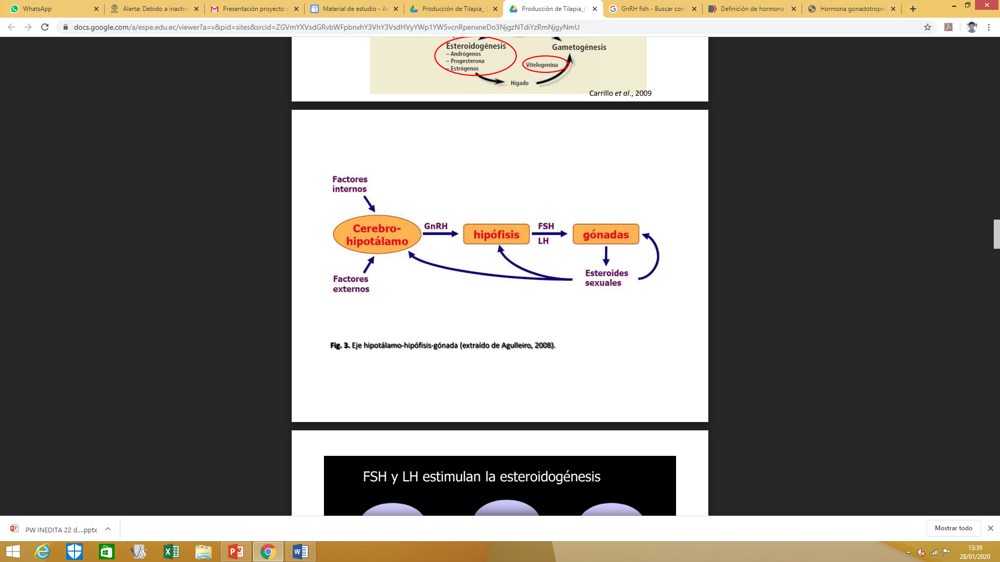 WhatsApp
Alerta: Debido a inactivi
Presentación proyecto d
Material de estudio - Ac
Producción de Tilapia_ (
Producción de Tilapia_(1
GnRH fish - Buscar con
Definición de hormona
Hormona gonadotropin
docs.google.com/a/espe.edu.ec/viewer?a=v&pid=sites&srcid=ZGVmYXVsdGRvbWFpbnxhY3VhY3VsdHVyYWp1YW5vcnRpenxneDo3NjgzNTdiYzRmNjgyNmU
Esteroidogénesis
– Andrógenos
– Progesterona
– Estrógenos
Gametogénesis
Vitelogenina
Hígado
Carrillo et al., 2009
Factores
internos
Cerebro-
hipotálamo
GnRH
hipófisis
FSH
LH
gónadas
Esteroides
sexuales
Factores
externos
Fig. 3. Eje hipotálamo-hipófisis-gónada (extraído de Agulleiro, 2008).
FSH y LH estimulan la esteroidogénesis
PW INEDITA 22 d....pptx
Mostrar todo
13:39
28/01/2020